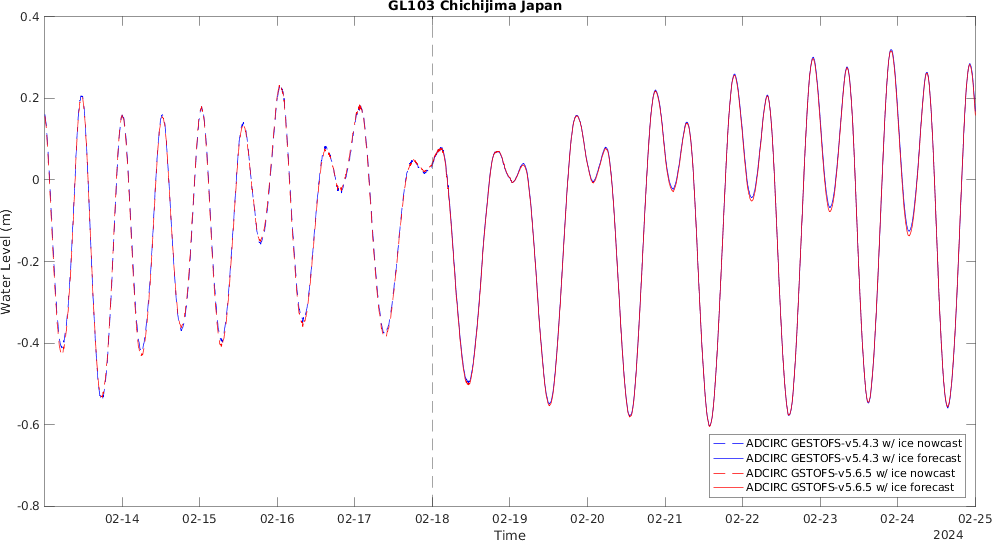 GL103 Chichijima Japan
0.4
0.2
0
-0.2
-0.4
-0.6
-0.8
Water Level (m)
02-14 02-15 02-16 02-17 02-18 02-19 02-20 02-21 02-22 02-23 02-24 02-25
Time
2024
ADCIRC GESTOFS-v5.4.3 w/ ice nowcast
ADCIRC GESTOFS-v5.4.3 w/ ice forecast
ADCIRC GSTOFS-v5.6.5 w/ ice nowcast
ADCIRC GSTOFS-v5.6.5 w/ ice forecast